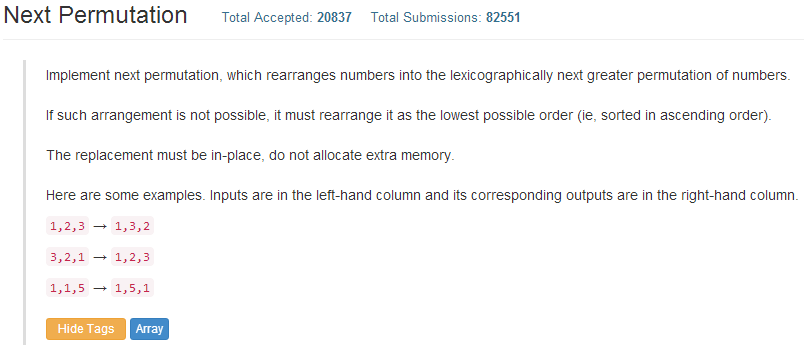 Next Permutation Total Accepted: 20837 Total Submissions: 82551
Implement next permutation, which rearranges numbers into the lexicographically next greater permutation of numbers.
If such arrangement is not possible, it must rearrange it as the lowest possible order (ie, sorted in ascending order).
The replacement must be in-place, do not allocate extra memory.
Here are some examples. Inputs are in the left-hand column and its corresponding outputs are in the right-hand column.
1,2,3 → 1,3,2
3,2,1 → 1,2,3
1,1,5 → 1,5,1
Hide Tags Array